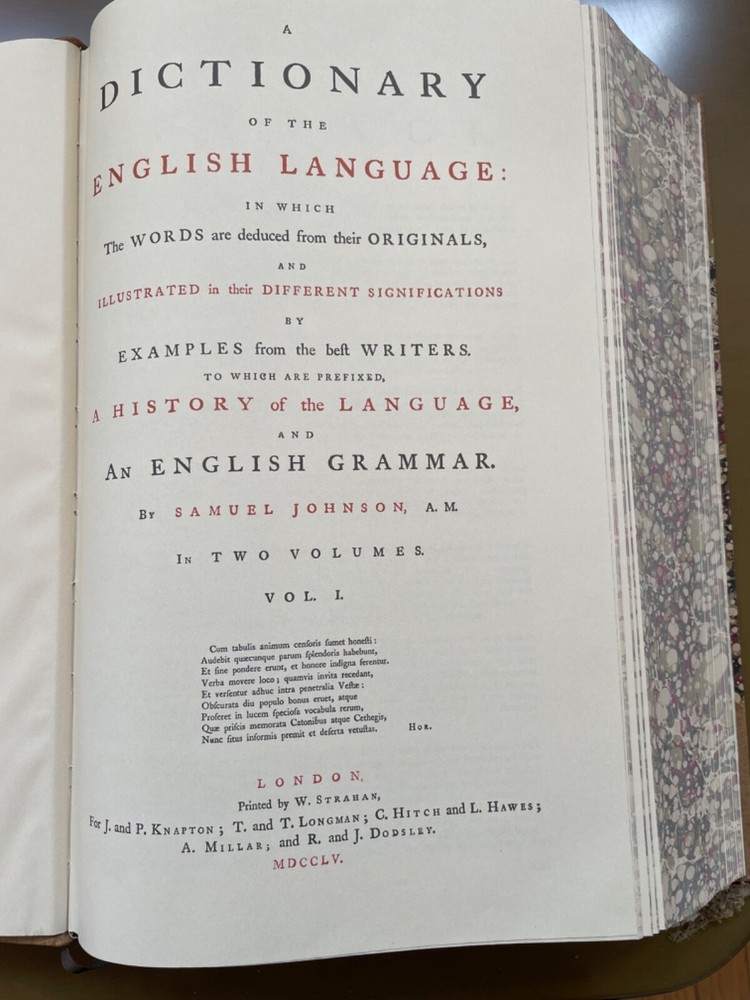 A
DICTIONARY
OF THE
ENGLISH LANGUAGE:
IN WHICH
The WORDS are deduced from their ORIGINALS,
AND
ILLUSTRATED in their DIFFERENT SIGNIFICATIONS
BY
EXAMPLES from the beſt WRITERS.
TO WHICH ARE PREFIXED,
A HISTORY of the LANGUAGE,
AND
AN ENGLISH GRAMMAR.
BY SAMUEL JOHNSON, A.M.
IN TWO VOLUMES.
VOL. I.
Cum tabulis animum cenſoris ſumet honeſti:
Audebit quæcunque parum ſplendoris habebunt,
Et ſine pondere erunt, et honore indigna ferentur.
Verba movere loco; quamvis invita recedant,
Et verſentur adhuc intra penetralia Veſtæ:
Obſcurata diu populo bonus eruet, atque
Proferet in lucem ſpecioſa vocabula rerum,
Quæ priſcis memorata Catonibus atque Cethegis,
Nunc ſitus informis premit et deſerta vetuſtas. HOR.
LONDON,
Printed by W. STRAHAN,
For J. and P. KNAPTON; T. and T. LONGMAN; C. HITCH and L. HAWES;
A. MILLAR; and R. and J. DODSLEY.
MDCCLV.